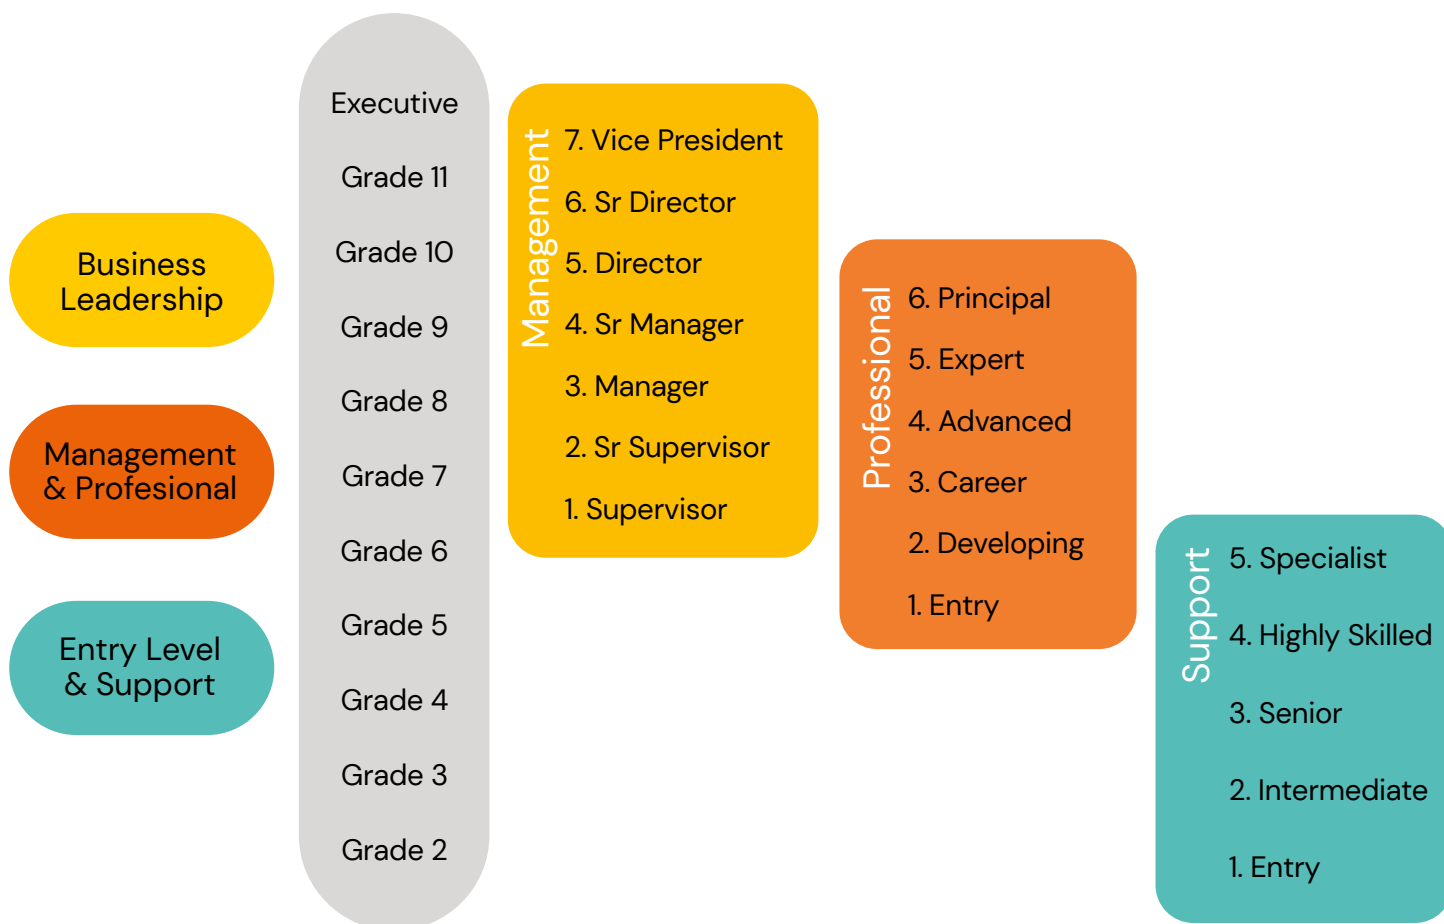 Business
Leadership
Management
& Profesional
Entry Level
& Support
Executive
Grade 11
Grade 10
Grade 9
Grade 8
Grade 7
Grade 6
Grade 5
Grade 4
Grade 3
Grade 2
Management
7. Vice President
6. Sr Director
5. Director
4. Sr Manager
3. Manager
2. Sr Supervisor
1. Supervisor
Professional
6. Principal
5. Expert
4. Advanced
3. Career
2. Developing
1. Entry
Support
5. Specialist
4. Highly Skilled
3. Senior
2. Intermediate
1. Entry